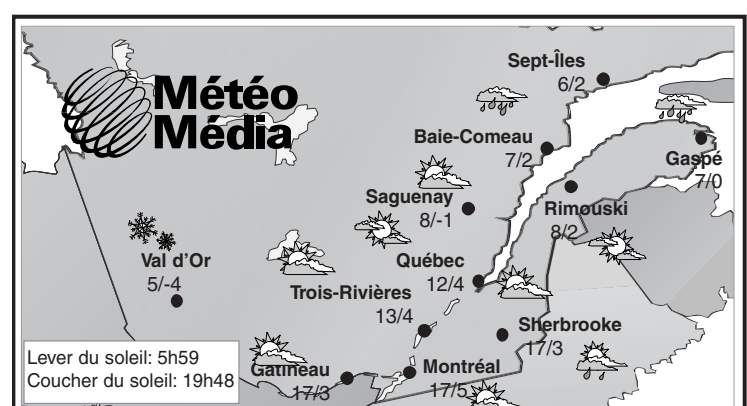 Météo
Média
Sept-Îles
6/2
Baie-Comeau
7/2
Gaspé
7/0
Saguenay
8/-1
Rimouski
8/2
Val d'Or
5/-4
Québec
12/4
Trois-Rivières
13/4
Sherbrooke
17/3
Lever du soleil: 5h59
Coucher du soleil: 19h48
Gatineau
17/3
Montréal
17/5